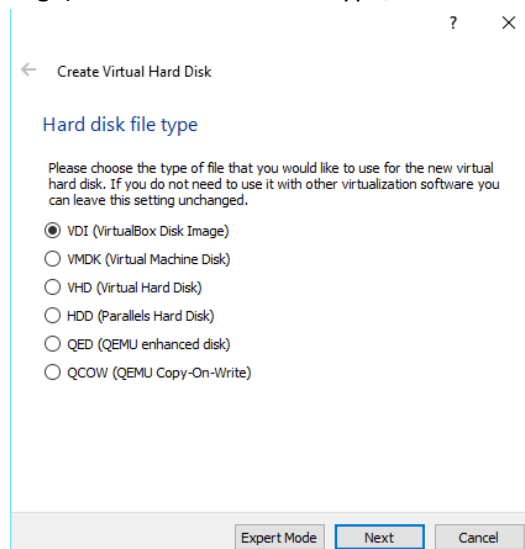 ?
Create Virtual Hard Disk
Hard disk file type
Please choose the type of file that you would like to use for the new virtual
hard disk. If you do not need to use it with other virtualization software you
can leave this setting unchanged.
VDI (VirtualBox Disk Image)
VMDK (Virtual Machine Disk)
VHD (Virtual Hard Disk)
HDD (Parallels Hard Disk)
QED (QEMU enhanced disk)
QCOW (QEMU Copy-On-Write)
Expert Mode Next Cancel